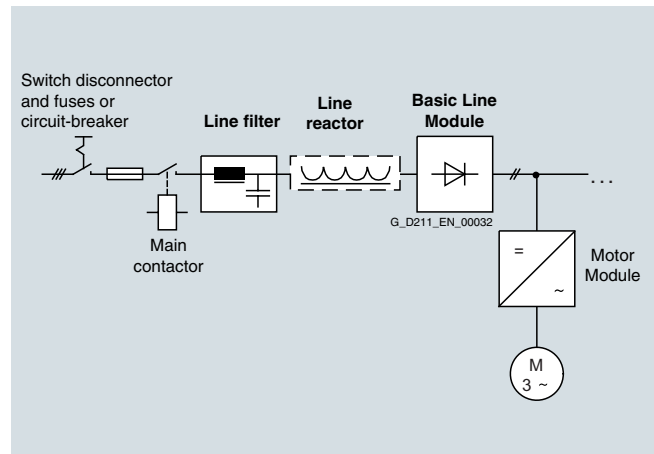 Switch disconnector
and fuses or
circuit-breaker
Line filter
Line
reactor
Basic Line
Module
G_D211_EN_00032
Main
contactor
...
=
~
Motor
Module
M
3 ~